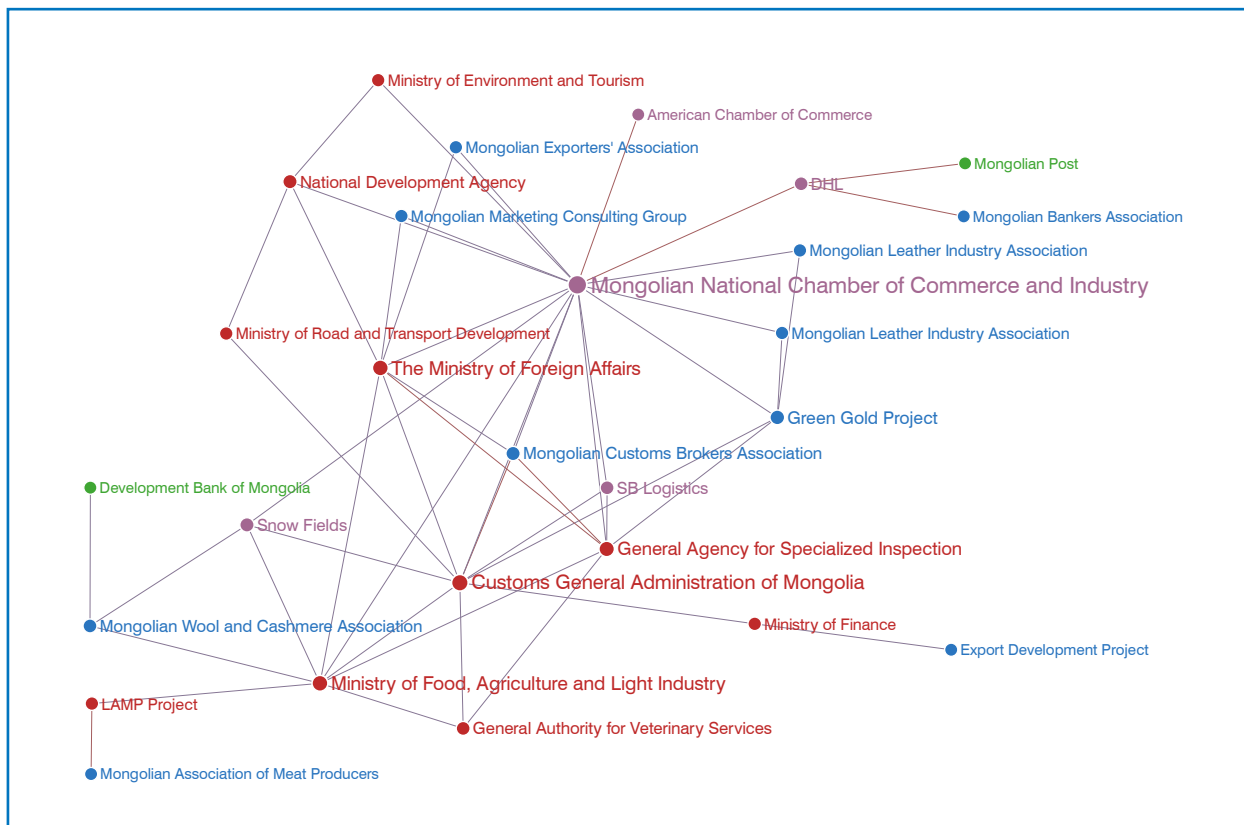 Ministry of Environment and Tourism
American Chamber of Commerce
Mongolian Exporters' Association
Mongolian Post
National Development Agency
DHL
Mongolian Marketing Consulting Group
Mongolian Bankers Association
Mongolian Leather Industry Association
Mongolian National Chamber of Commerce and Industry
Ministry of Road and Transport Development
Mongolian Leather Industry Association
The Ministry of Foreign Affairs
Green Gold Project
Mongolian Customs Brokers Association
Development Bank of Mongolia
SB Logistics
Snow Fields
General Agency for Specialized Inspection
Customs General Administration of Mongolia
Mongolian Wool and Cashmere Association
Ministry of Finance
Export Development Project
Ministry of Food, Agriculture and Light Industry
LAMP Project
General Authority for Veterinary Services
Mongolian Association of Meat Producers